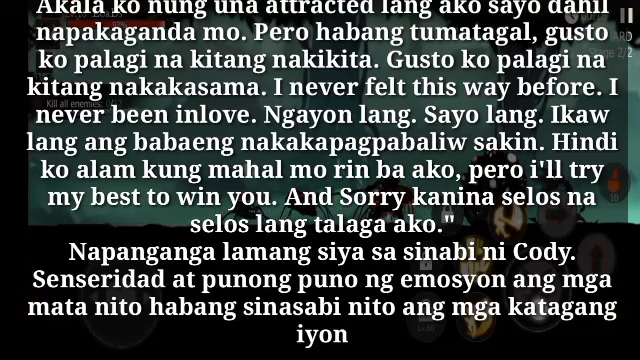 Akala ko nung una attracted lang ako sayo dahil
napakaganda mo. Pero habang tumatagal, gusto
ko palagi na kitang nakikita. Gusto ko palagi na
kitang nakakasama. I never felt this way before. I
never been inlove. Ngayon lang. Sayo lang. Ikaw
lang ang babaeng nakakapagpabaliw sakin. Hindi
ko alam kung mahal mo rin ba ako, pero i'll try
my best to win you. And Sorry kanina selos na
selos lang talaga ako."
Napanganga lamang siya sa sinabi ni Cody.
Senseridad at punong puno ng emosyon ang mga
mata nito habang sinasabi nito ang mga katagang
iyon
Kill all enemies:
10